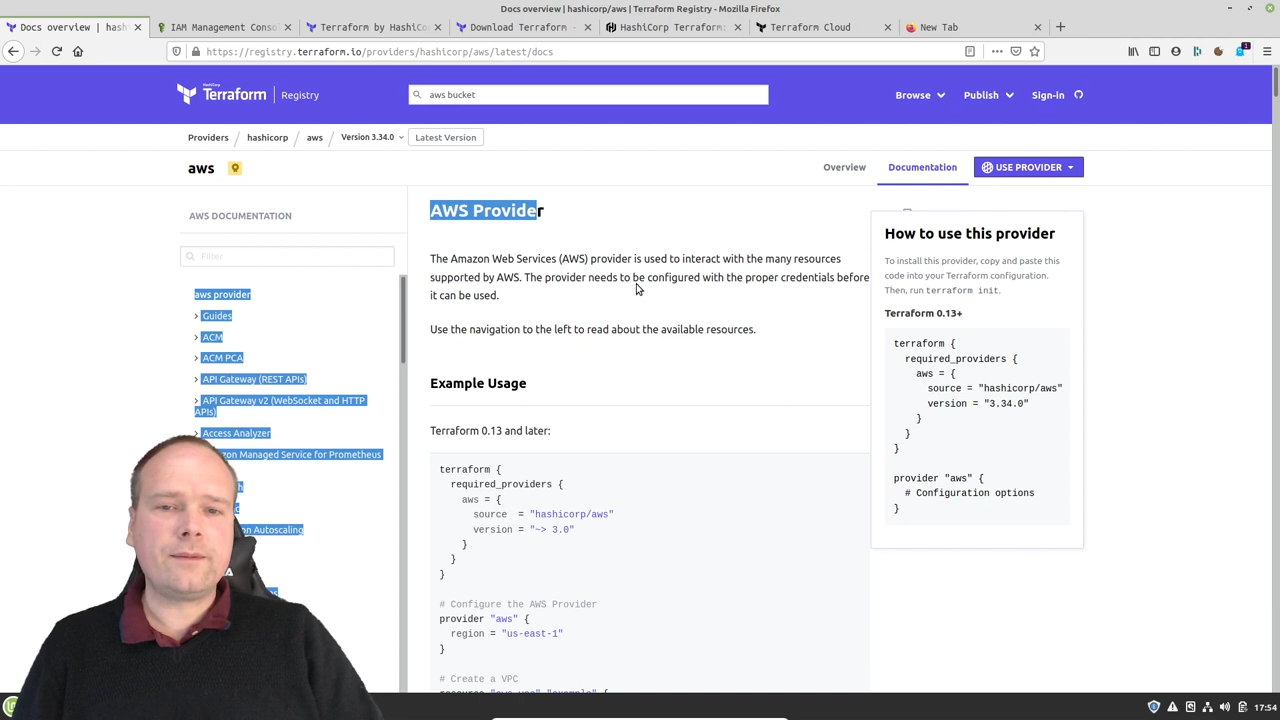 Docs overview | hashicorp/aws | Terraform Registry - Mozilla Firefox
Docs overview | hash
IAM Management Conso
Terraform by HashiC
Download Terraform -
HashiCorp Terraform:
Terraform Cloud
New Tab
https://registry.terraform.io/providers/hashicorp/aws/latest/docs
HashiCorp
Terraform
Registry
aws bucket
Browse
Publish
Sign-in
Providers / hashicorp / aws / Version 3.34.0
Latest Version
aws
Overview
Documentation
USE PROVIDER
AWS DOCUMENTATION
Filter
aws provider
Guides
ACM
ACM PCA
API Gateway (REST APIs)
API Gateway v2 (WebSocket and HTTP
APIs)
Access Analyzer
zon Managed Service for Prometheus
on Autoscaling
AWS Provider
The Amazon Web Services (AWS) provider is used to interact with the many resources
supported by AWS. The provider needs to be configured with the proper credentials before
it can be used.
Use the navigation to the left to read about the available resources.
Example Usage
Terraform 0.13 and later:
terraform {
required_providers {
aws = {
source = "hashicorp/aws"
version = "~> 3.0"
}
}
}
# Configure the AWS Provider
provider "aws" {
region = "us-east-1"
}
# Create a VPC
resource "aws_vpc" "example" {
How to use this provider
To install this provider, copy and paste this
code into your Terraform configuration.
Then, run terraform init.
Terraform 0.13+
terraform {
required_providers {
aws = {
source = "hashicorp/aws"
version = "3.34.0"
}
}
}
provider "aws" {
# Configuration options
}
17:54